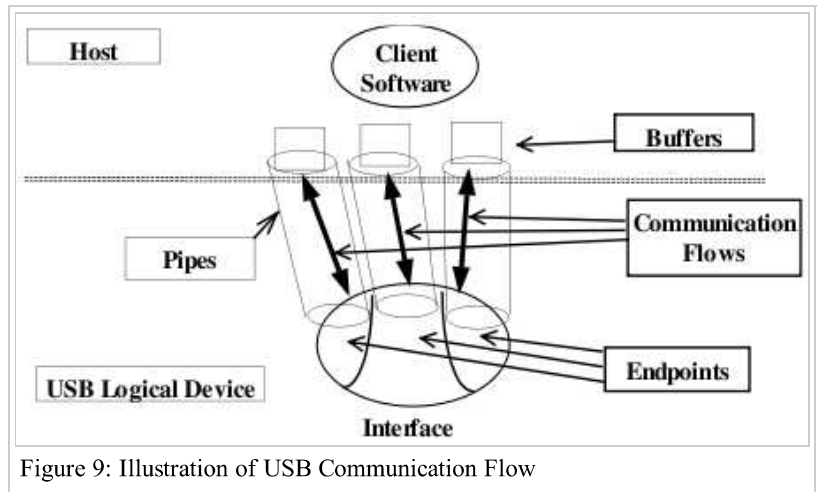 Host
Client
Software
Buffers
Communication
Flows
Pipes
Endpoints
USB Logical Device
Interface
Figure 9: Illustration of USB Communication Flow